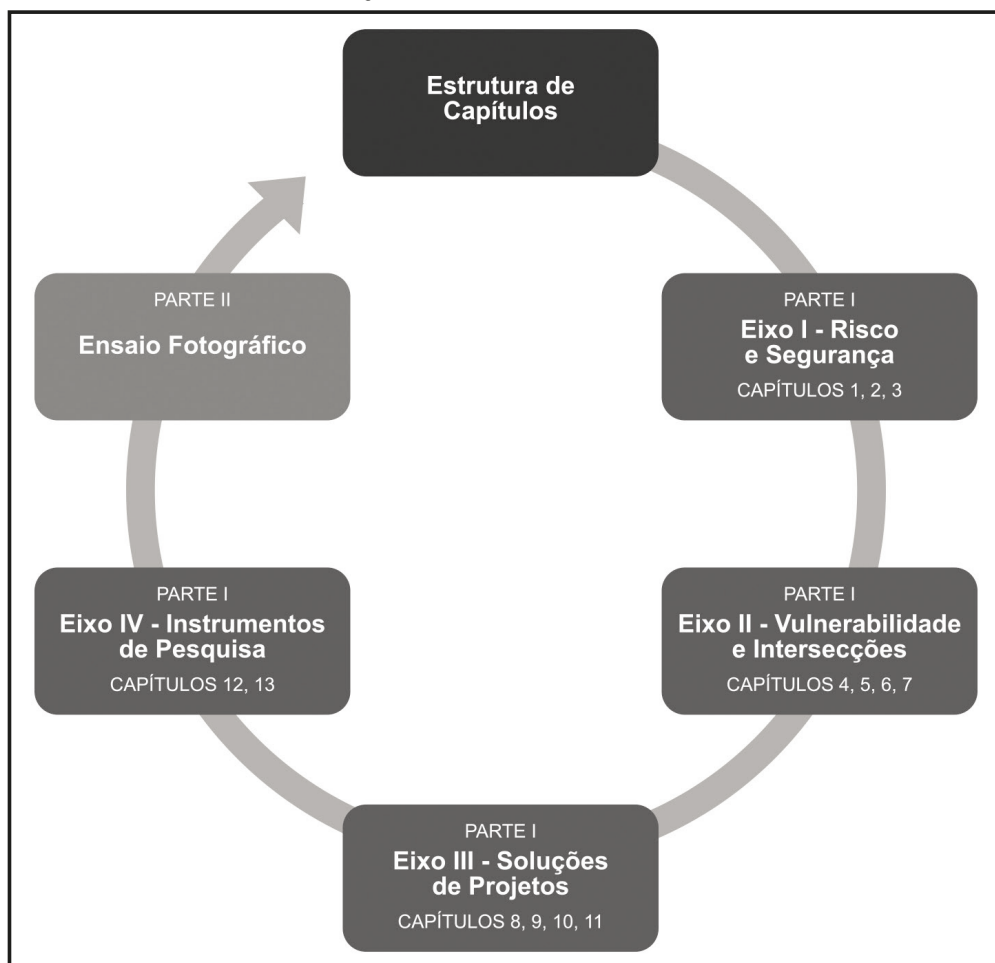 Estrutura de
Capítulos
PARTE I
Eixo I - Risco
e Segurança
CAPÍTULOS 1, 2, 3
PARTE I
Eixo II - Vulnerabilidade
e Intersecções
CAPÍTULOS 4, 5, 6, 7
PARTE I
Eixo III - Soluções
de Projetos
CAPÍTULOS 8, 9, 10, 11
PARTE I
Eixo IV - Instrumentos
de Pesquisa
CAPÍTULOS 12, 13
PARTE II
Ensaio Fotográfico